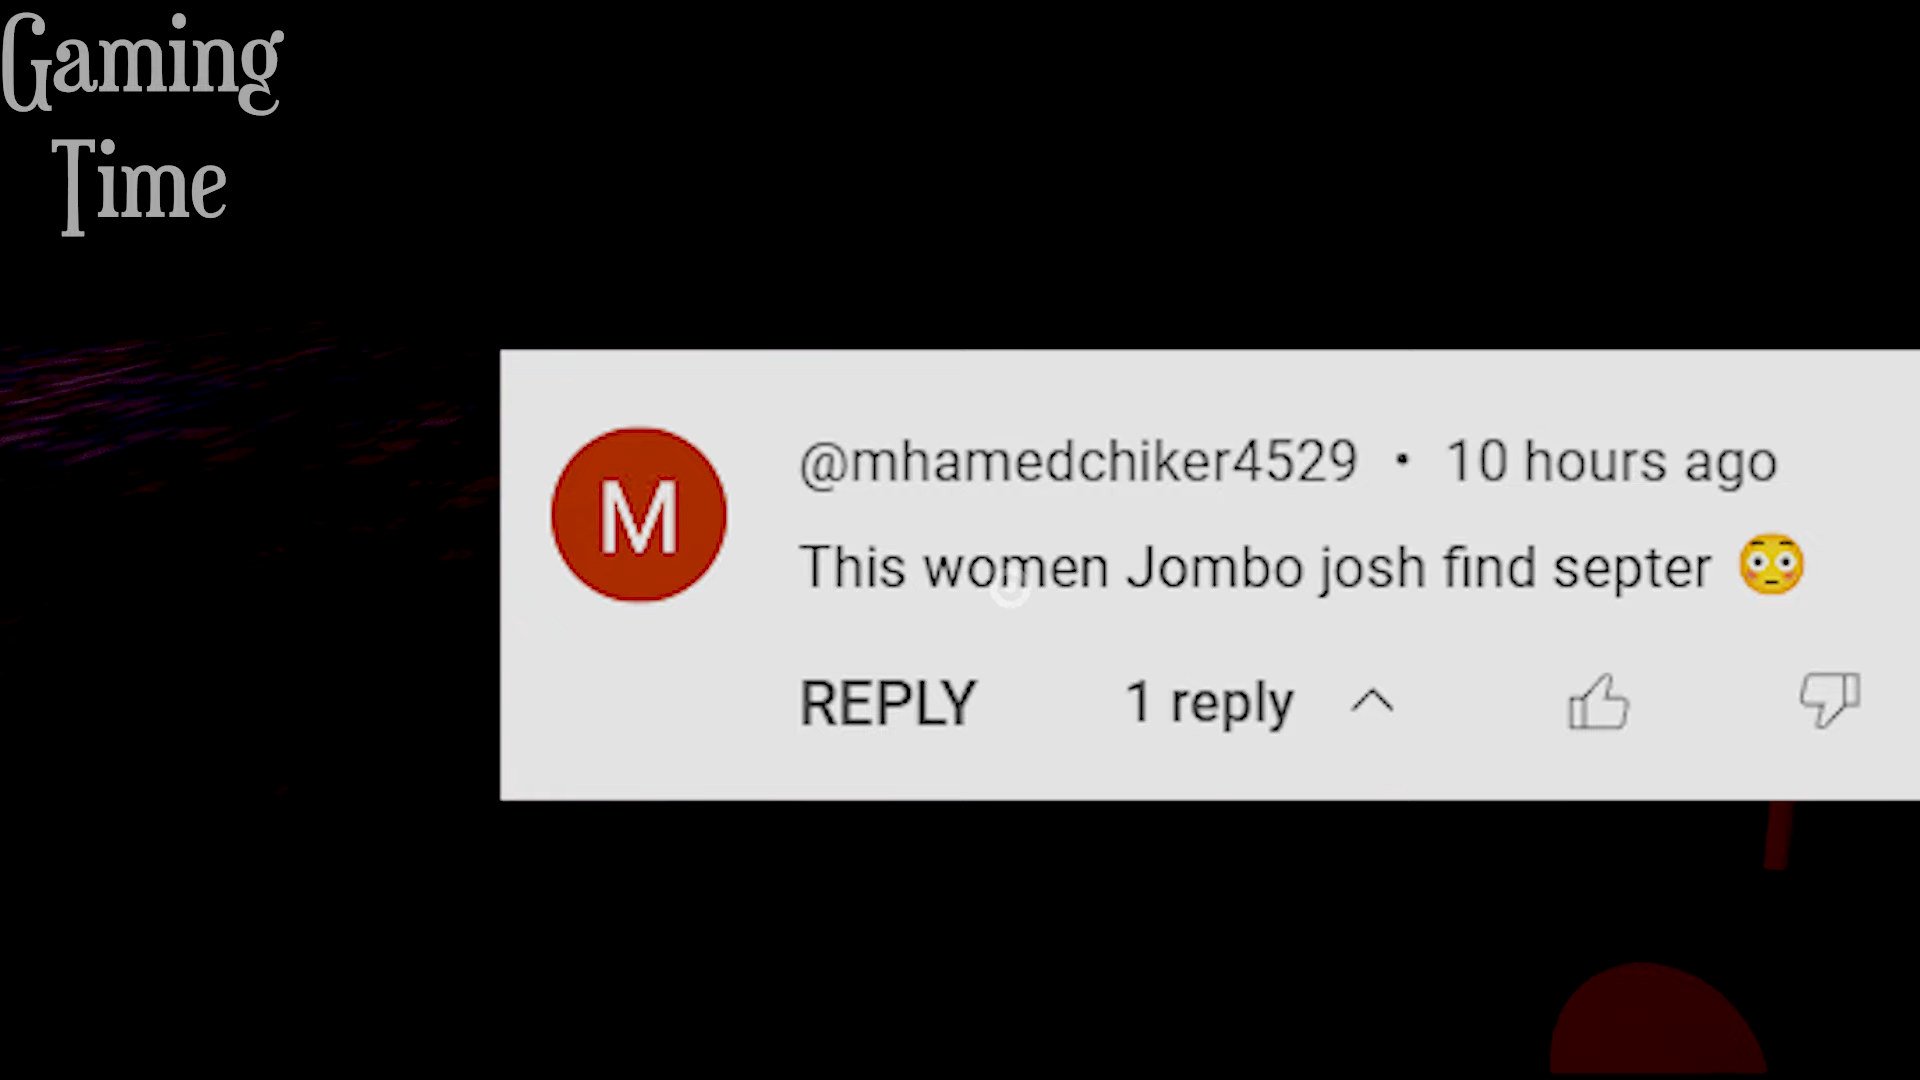 Gaming
Time
@mhamedchiker4529 • 10 hours ago
This women Jombo josh find septer 😳
M
REPLY 1 reply